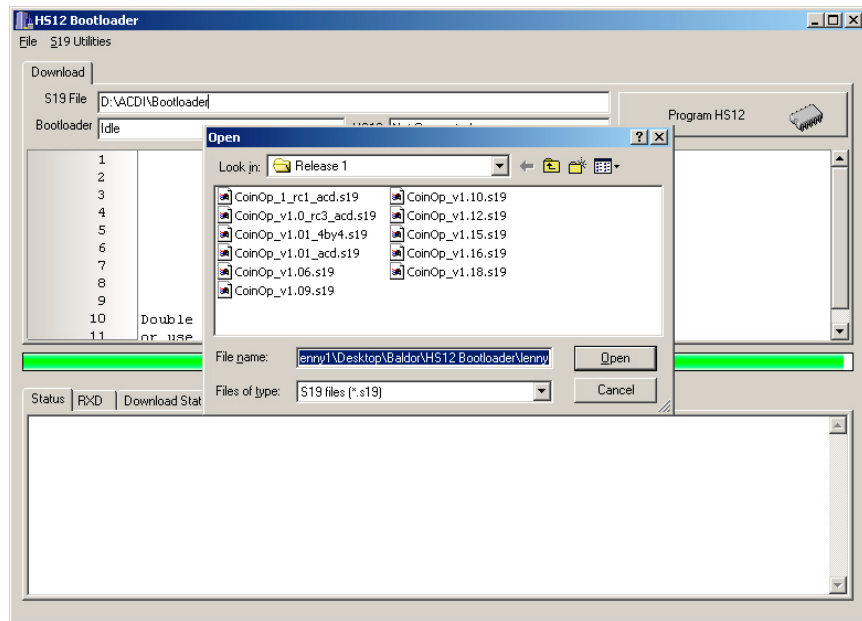 HS12 Bootloader
File S19 Utilities
Download
S19 File D:\ACDI\Bootloader
Program HS12
Bootloader Idle
Open
Look in: Release 1
CoinOp_1_rc1_acd.s19 CoinOp_v1.10.s19
CoinOp_v1.0_rc3_acd.s19 CoinOp_v1.12.s19
CoinOp_v1.01_4by4.s19 CoinOp_v1.15.s19
CoinOp_v1.01_acd.s19 CoinOp_v1.16.s19
CoinOp_v1.06.s19 CoinOp_v1.18.s19
CoinOp_v1.09.s19
File name: enny1\Desktop\Baldor\HS12 Bootloader\lenny Open
Files of type: S19 files (*.s19) Cancel
1
2
3
4
5
6
7
8
9
10 Double
11 or use
Status RXD Download Stat